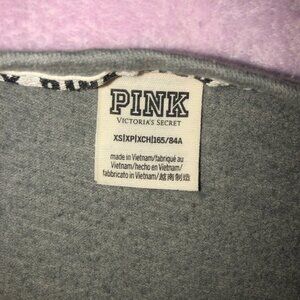 PINK
VICTORIA'S SECRET
XS|XP|XCH|165/84A
made in Vietnam/fabriqué au
Vietnam/hecho en Vietnam/
fabbricato in Vietnam/越南制造